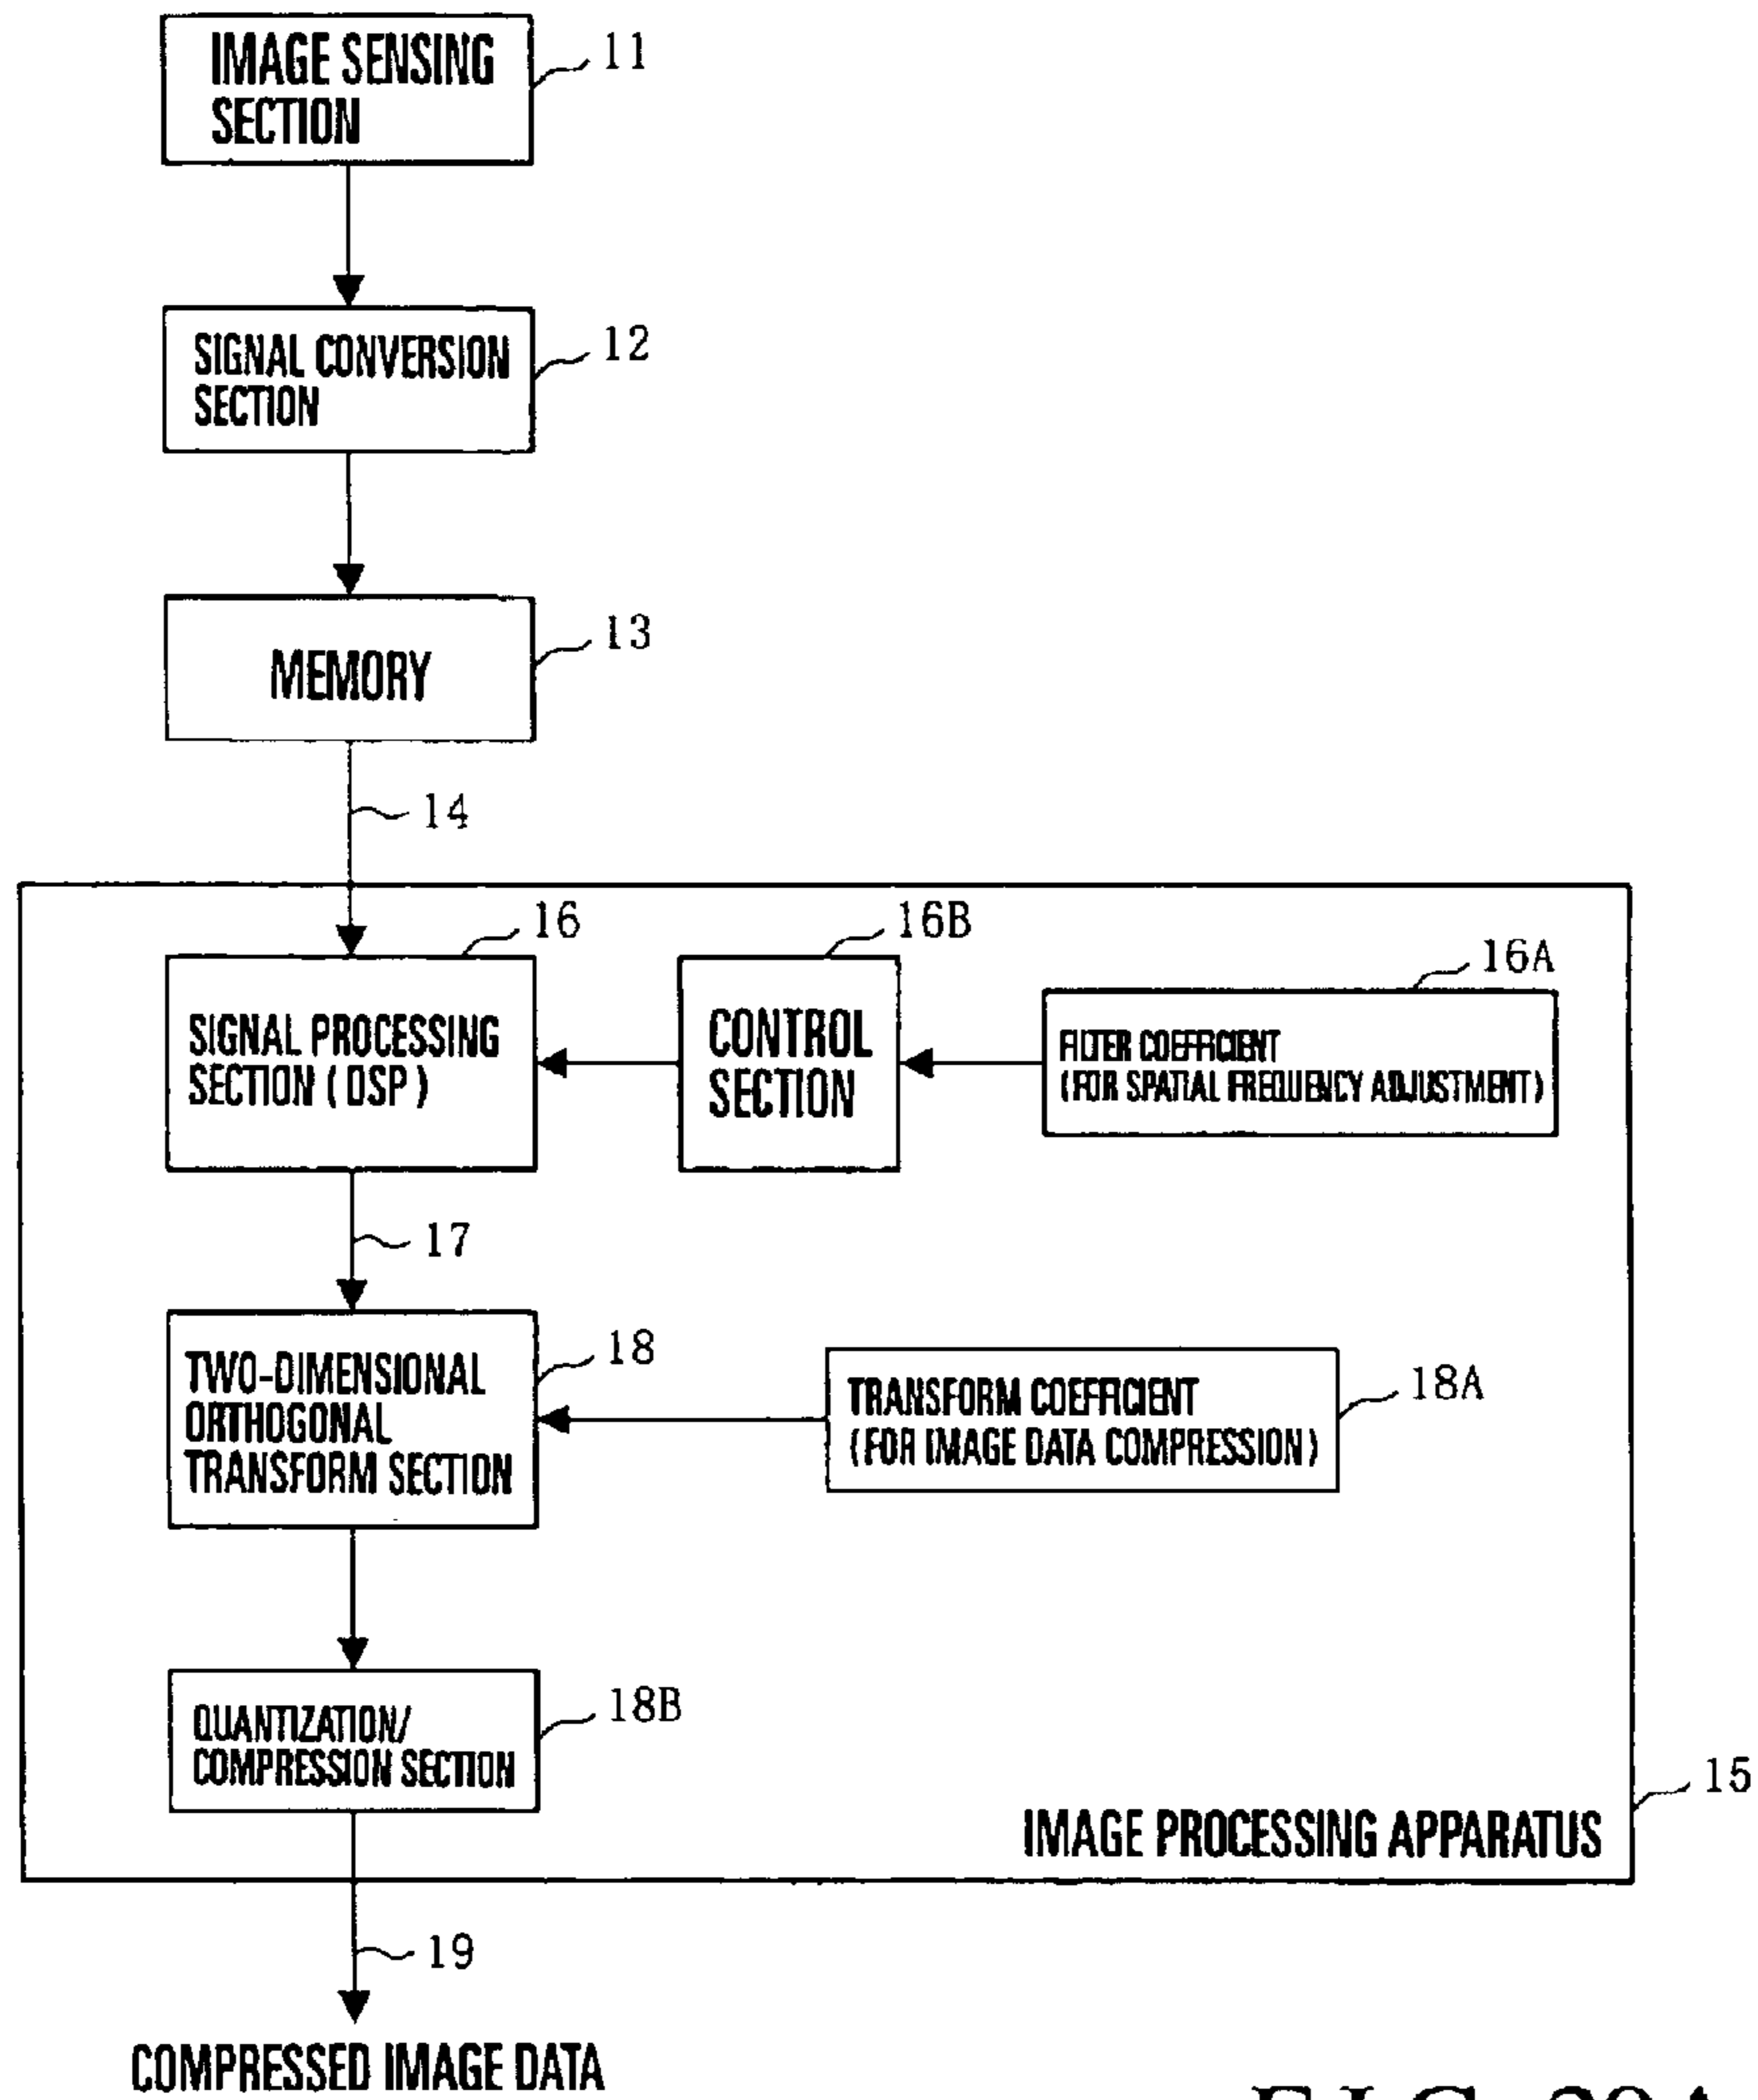 IMAGE SENSING
SECTION
11
SIGNAL CONVERSION
SECTION
12
MEMORY
13
14
16
16B
16A
SIGNAL PROCESSING
SECTION (DSP)
CONTROL
SECTION
FILTER COEFFICIENT
(FOR SPATIAL FREQUENCY ADJUSTMENT)
17
TWO-DIMENSIONAL
ORTHOGONAL
TRANSFORM SECTION
18
TRANSFORM COEFFICIENT
(FOR IMAGE DATA COMPRESSION)
18A
QUANTIZATION/
COMPRESSION SECTION
18B
15
IMAGE PROCESSING APPARATUS
19
COMPRESSED IMAGE DATA